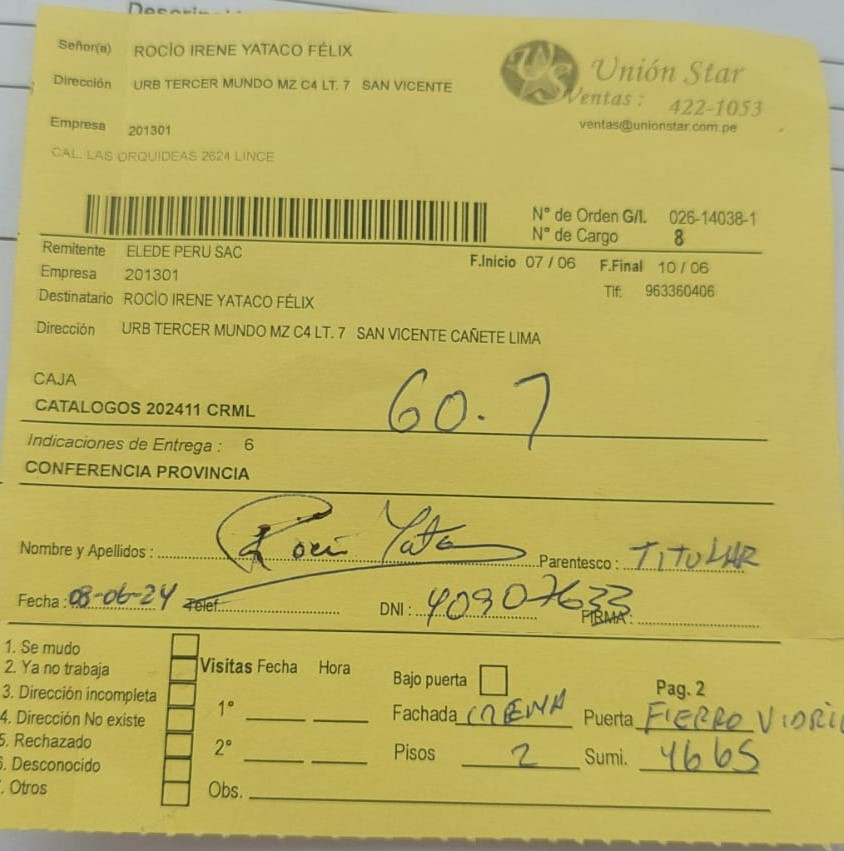 Señor(a) ROCÌO IRENE YATACO FÉLIX
Unión Star
Dirección URB TERCER MUNDO MZ C4 LT. 7 SAN VICENTE
Ventas : 422-1053
Empresa 201301
ventas@unionstar.com.pe
CAL. LAS ORQUIDEAS 2624 LINCE
N° de Orden G/I. 026-14038-1
N° de Cargo 8
Remitente ELEDE PERU SAC
F.Inicio 07 / 06 F.Final 10 / 06
Empresa 201301
Tlf: 963360406
Destinatario ROCÌO IRENE YATACO FÉLIX
Dirección URB TERCER MUNDO MZ C4 LT. 7 SAN VICENTE CAÑETE LIMA
CAJA
60.7
CATALOGOS 202411 CRML
Indicaciones de Entrega : 6
CONFERENCIA PROVINCIA
Nombre y Apellidos : Rocio Yata Parentesco : TITULAR
Fecha : 08-06-24 Telef DNI : 40907633 FIRMA :
1. Se mudo
2. Ya no trabaja
3. Dirección incompleta
4. Dirección No existe
5. Rechazado
6. Desconocido
. Otros
Visitas Fecha Hora
1°
2°
Obs.
Bajo puerta Pag. 2
Fachada CREMA Puerta FIERRO VIDRIO
Pisos 2 Sumi. 4665